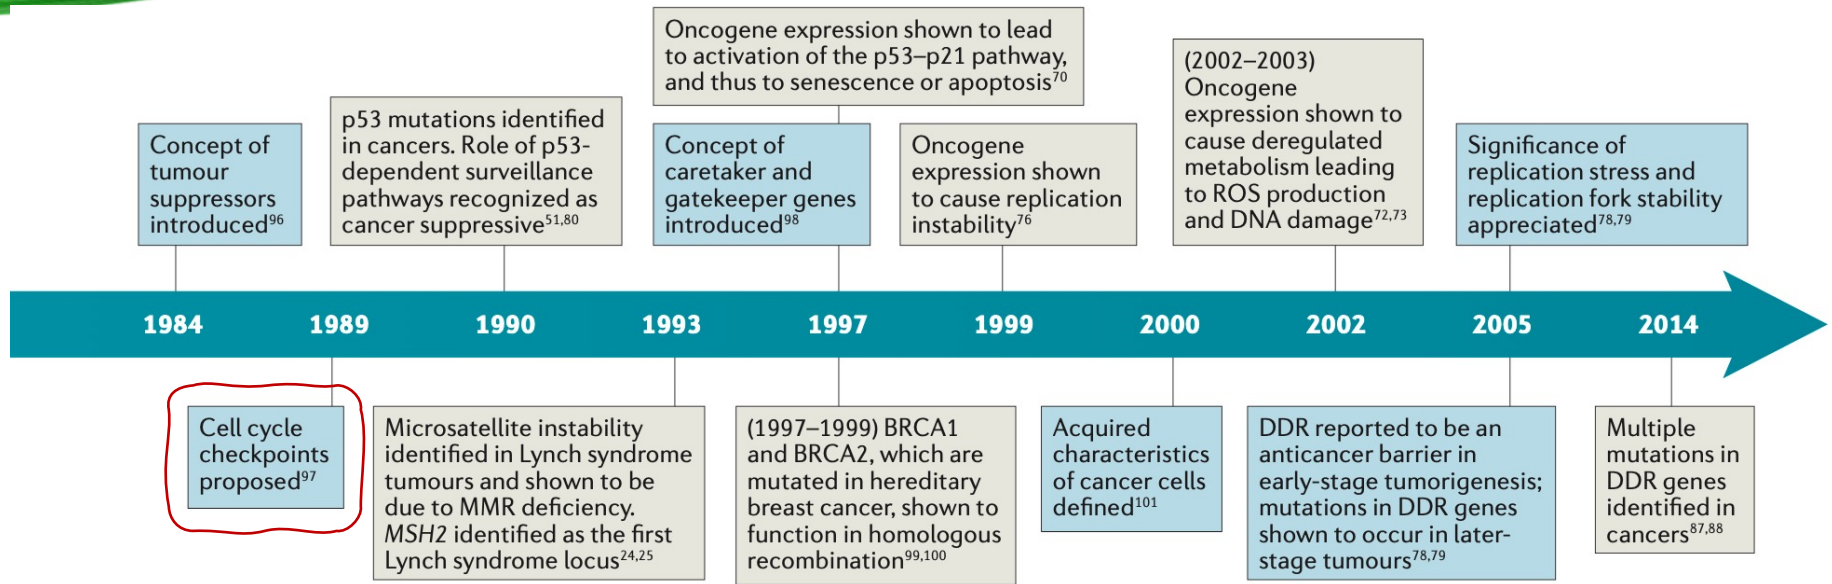 Oncogene expression shown to lead
to activation of the p53–p21 pathway,
and thus to senescence or apoptosis70
(2002–2003)
Oncogene
expression shown to
cause deregulated
metabolism leading
to ROS production
and DNA damage72,73
p53 mutations identified
in cancers. Role of p53-
dependent surveillance
pathways recognized as
cancer suppressive51,80
Concept of
tumour
suppressors
introduced96
Concept of
caretaker and
gatekeeper genes
introduced98
Oncogene
expression shown
to cause replication
instability76
Significance of
replication stress and
replication fork stability
appreciated78,79
1984 1989 1990 1993 1997 1999 2000 2002 2005 2014
Cell cycle
checkpoints
proposed97
Microsatellite instability
identified in Lynch syndrome
tumours and shown to be
due to MMR deficiency.
MSH2 identified as the first
Lynch syndrome locus24,25
(1997–1999) BRCA1
and BRCA2, which are
mutated in hereditary
breast cancer, shown to
function in homologous
recombination99,100
Acquired
characteristics
of cancer cells
defined101
DDR reported to be an
anticancer barrier in
early-stage tumorigenesis;
mutations in DDR genes
shown to occur in later-
stage tumours78,79
Multiple
mutations in
DDR genes
identified in
cancers87,88